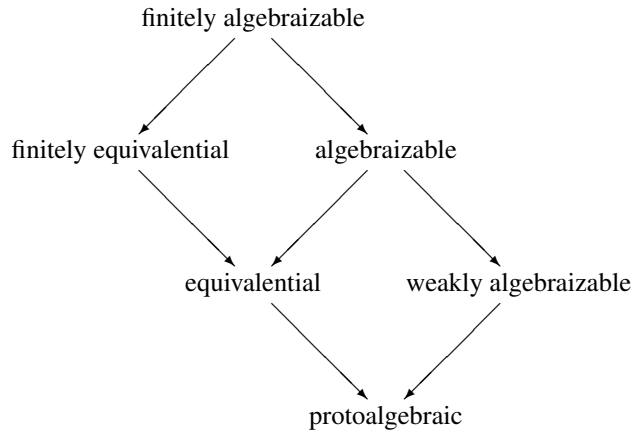 finitely algebraizable
finitely equivalential
algebraizable
equivalential
weakly algebraizable
protoalgebraic